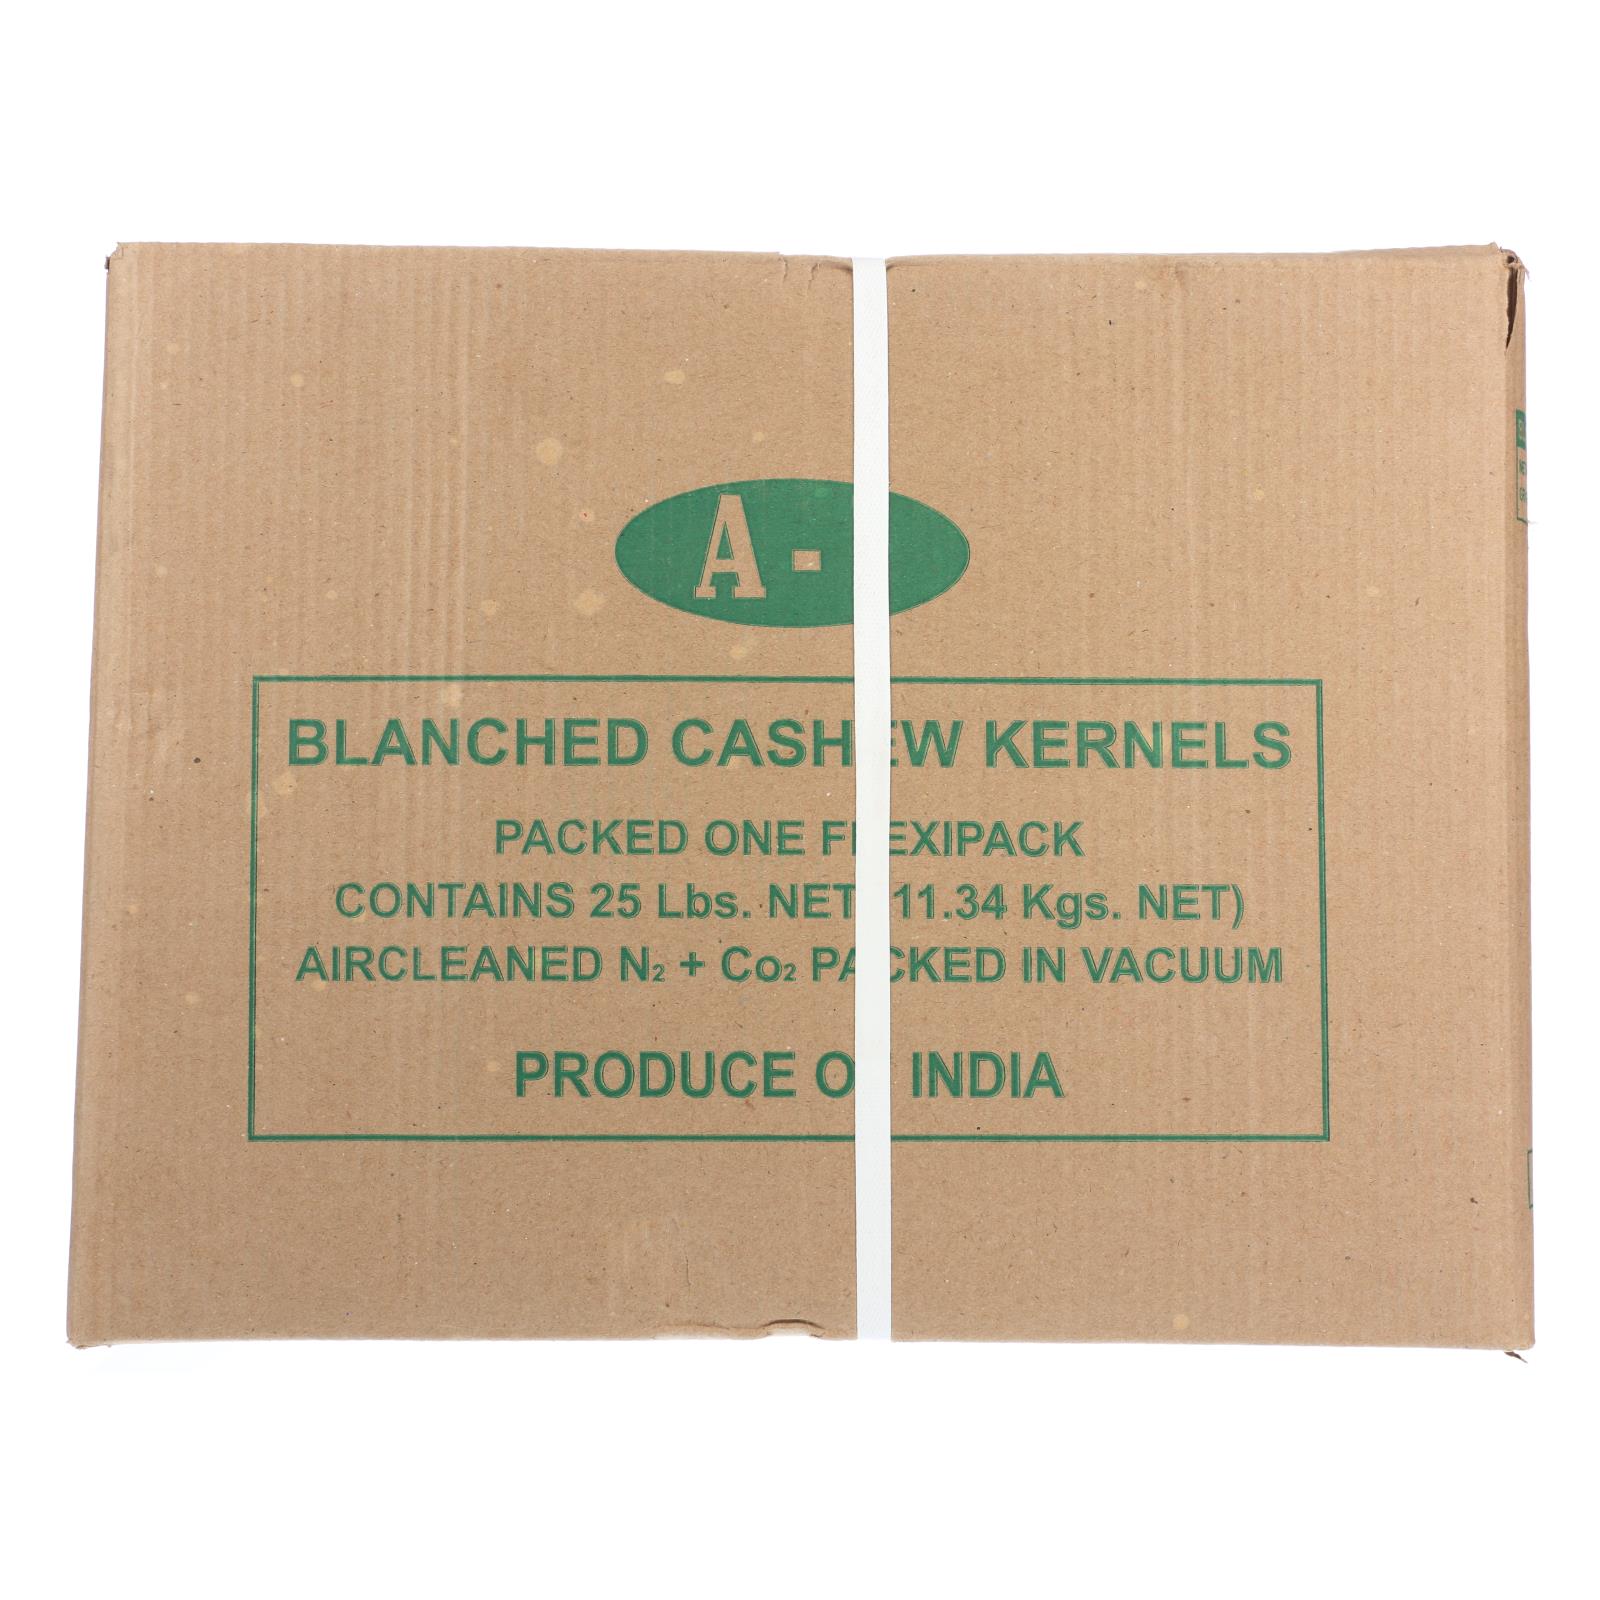 A-
BLANCHED CASHEW KERNELS
PACKED ONE FLEXIPACK
CONTAINS 25 Lbs. NET (11.34 Kgs. NET)
AIRCLEANED N₂ + Co₂ PACKED IN VACUUM
PRODUCE OF INDIA